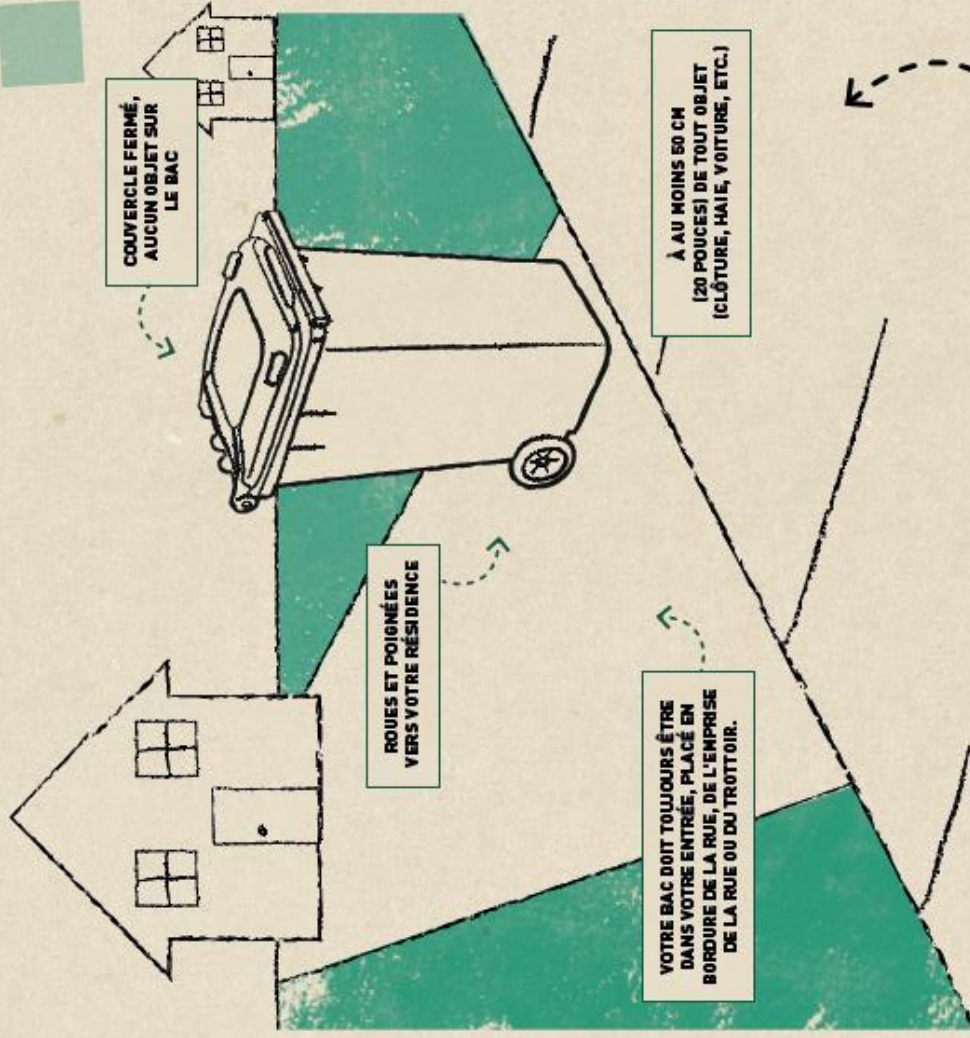 COUVERCLE FERMÉ,
AUCUN OBJET SUR
LE BAC
ROUES ET POIGNÉES
VERS VOTRE RÉSIDENCE
VOTRE BAC DOIT TOUJOURS ÊTRE
DANS VOTRE ENTRÉE, PLACÉ EN
BORDURE DE LA RUE, DE L'EMPRISE
DE LA RUE OU DU TROTTOIR.
À AU MOINS 50 CM
(20 POUCES) DE TOUT OBJET
(CLÔTURE, HAIE, VOITURE, ETC.)